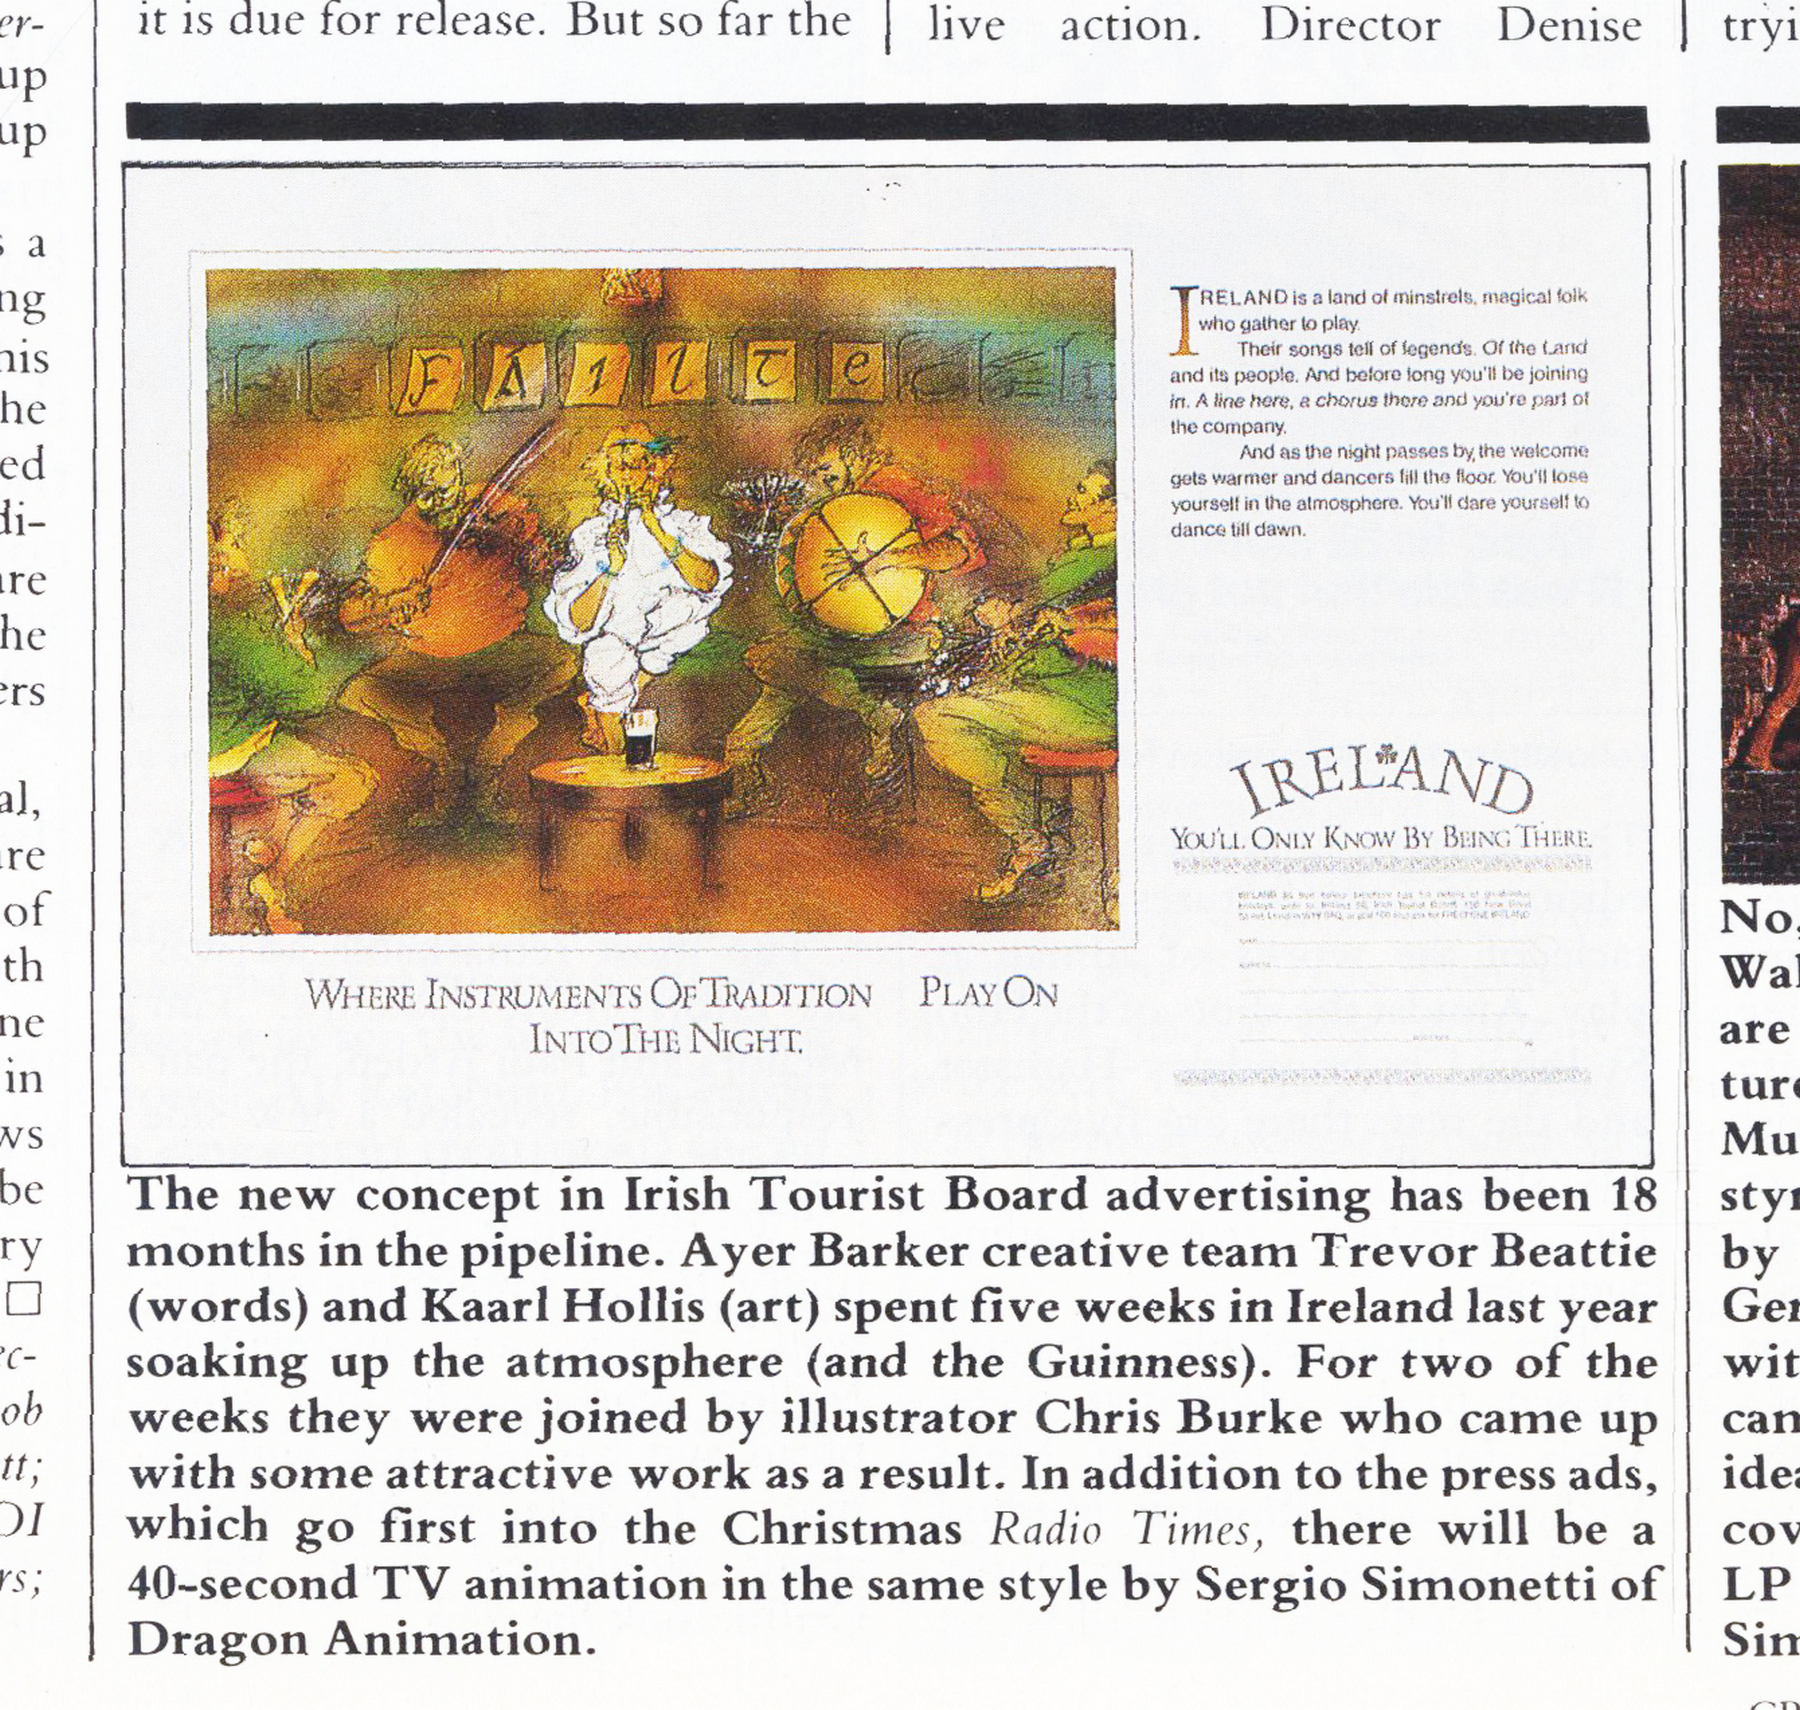 er-
up
up
s a
ng
his
he
ed
di-
are
he
ers
al,
are
of
th
ne
in
ws
be
ry
ec-
ob
tt;
OI
rs;
it is due for release. But so far the
live action. Director Denise
tryi
FÁilte
IRELAND is a land of minstrels, magical folk
who gather to play.
Their songs tell of legends. Of the Land
and its people. And before long you'll be joining
in. A line here, a chorus there and you're part of
the company.
And as the night passes by, the welcome
gets warmer and dancers fill the floor. You'll lose
yourself in the atmosphere. You'll dare yourself to
dance till dawn.
IRELAND
YOU'LL ONLY KNOW BY BEING THERE.
WHERE INSTRUMENTS OF TRADITION PLAY ON
INTO THE NIGHT.
The new concept in Irish Tourist Board advertising has been 18
months in the pipeline. Ayer Barker creative team Trevor Beattie
(words) and Kaarl Hollis (art) spent five weeks in Ireland last year
soaking up the atmosphere (and the Guinness). For two of the
weeks they were joined by illustrator Chris Burke who came up
with some attractive work as a result. In addition to the press ads,
which go first into the Christmas Radio Times, there will be a
40-second TV animation in the same style by Sergio Simonetti of
Dragon Animation.
No,
Wal
are
ture
Mu
styr
by
Ger
wit
can
idea
cov
LP
Sim